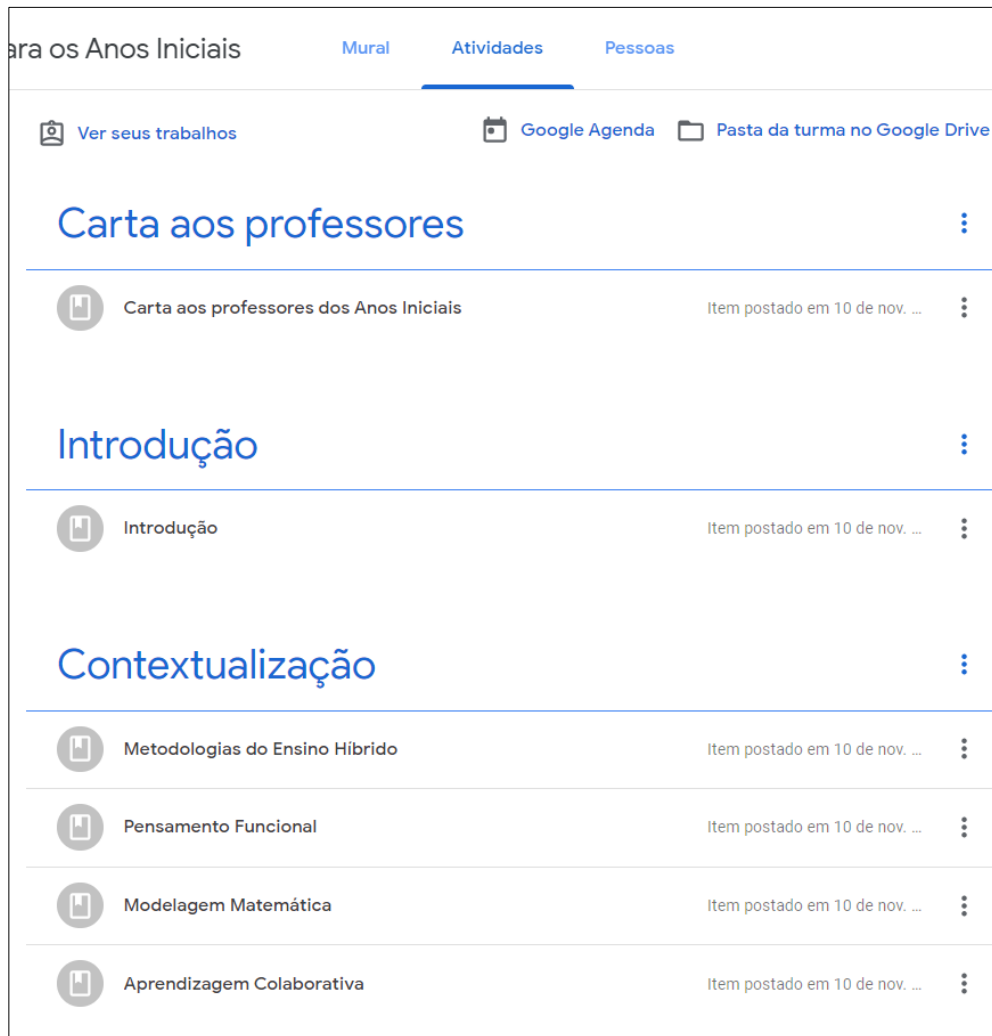 ara os Anos Iniciais Mural Atividades Pessoas
Ver seus trabalhos Google Agenda Pasta da turma no Google Drive
Carta aos professores
Carta aos professores dos Anos Iniciais Item postado em 10 de nov. ...
Introdução
Introdução Item postado em 10 de nov. ...
Contextualização
Metodologias do Ensino Híbrido Item postado em 10 de nov. ...
Pensamento Funcional Item postado em 10 de nov. ...
Modelagem Matemática Item postado em 10 de nov. ...
Aprendizagem Colaborativa Item postado em 10 de nov. ...